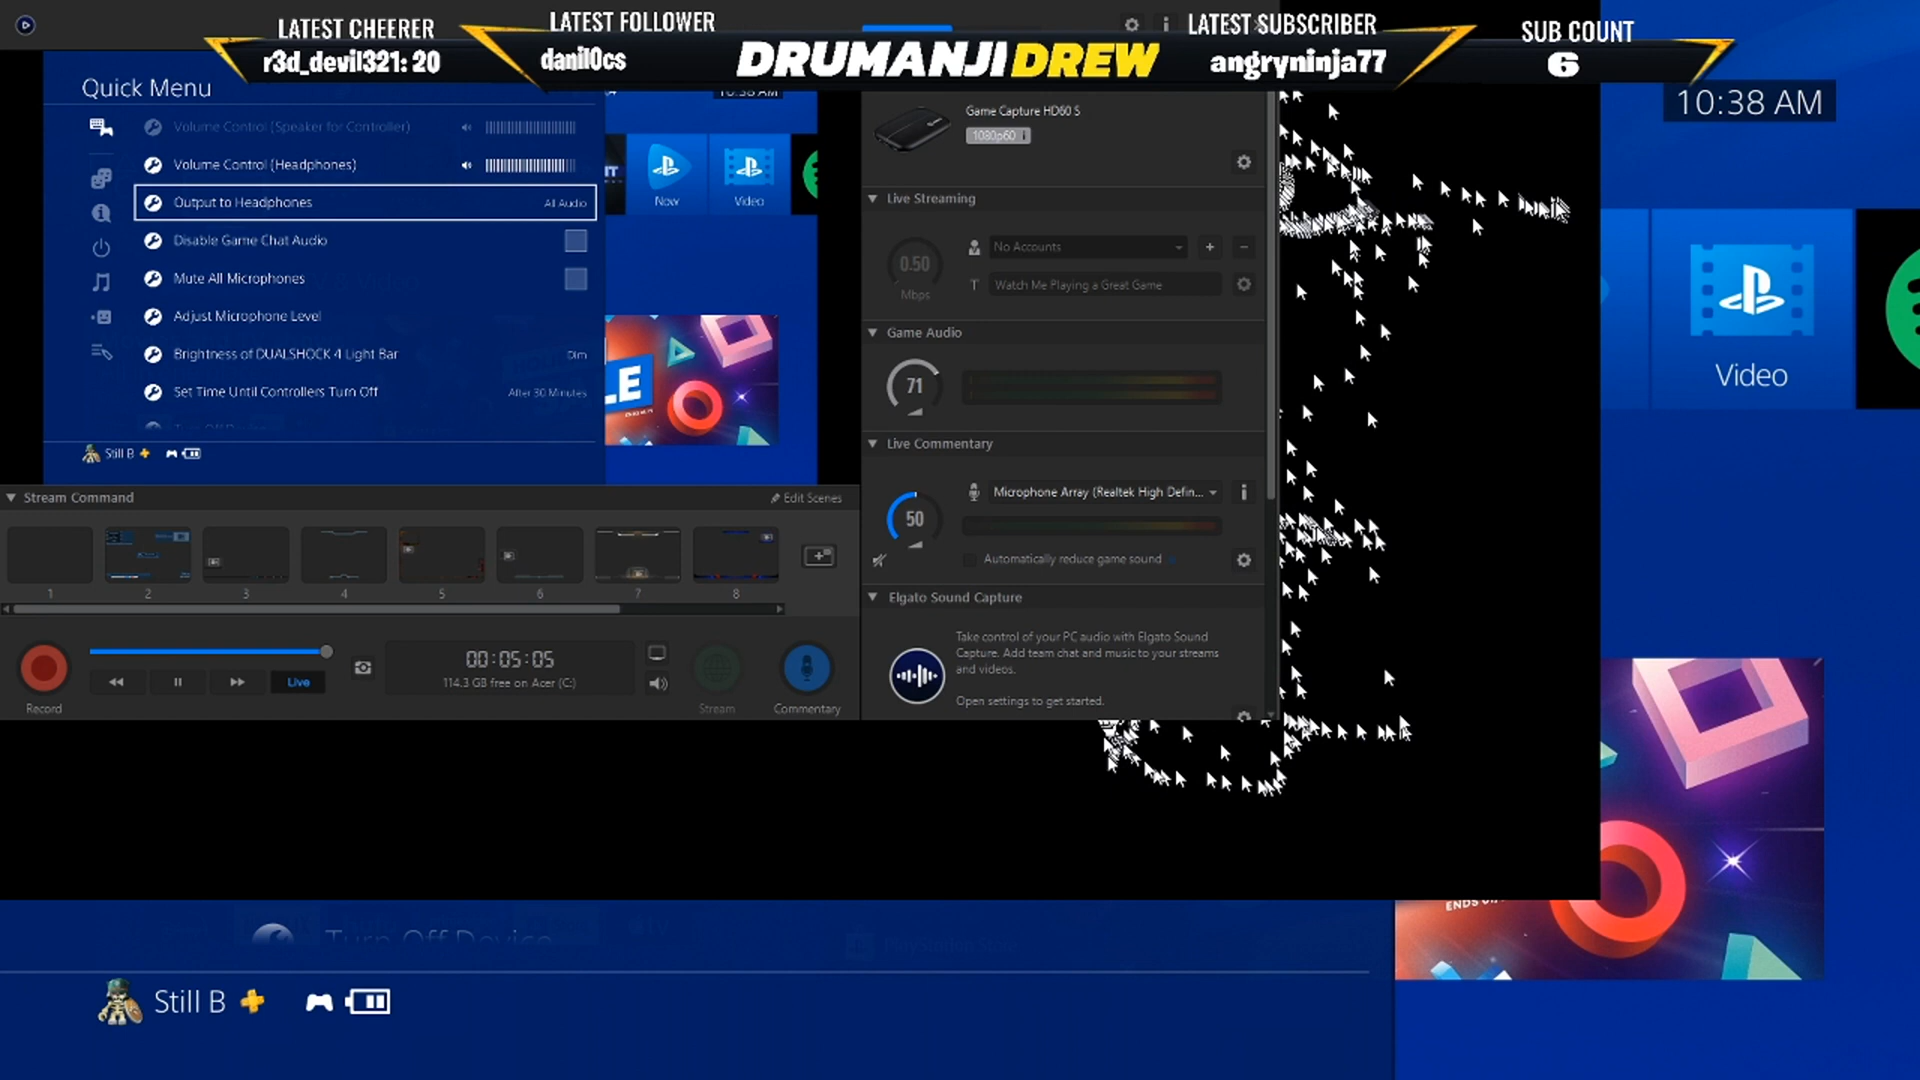 LATEST CHEERER
r3d_devil321: 20
LATEST FOLLOWER
danil0cs
DRUMANJIDREW
LATEST SUBSCRIBER
angryninja77
SUB COUNT
6
10:38 AM
Quick Menu
Volume Control (Speaker for Controller)
Volume Control (Headphones)
Output to Headphones All Audio
Disable Game Chat Audio
Mute All Microphones
Adjust Microphone Level
Brightness of DUALSHOCK 4 Light Bar Dim
Set Time Until Controllers Turn Off After 30 Minutes
Still B
10:38 AM
Now
Video
Game Capture HD60 S
1080p60
Live Streaming
0.50
Mbps
No Accounts
T Watch Me Playing a Great Game
Game Audio
71
Live Commentary
Microphone Array (Realtek High Defin...
50
Automatically reduce game sound
Elgato Sound Capture
Take control of your PC audio with Elgato Sound
Capture. Add team chat and music to your streams
and videos.
Open settings to get started.
Stream Command
Edit Scenes
1 2 3 4 5 6 7 8
00:05:05
114.3 GB free on Acer (C:)
Live
Record
Stream
Commentary
Video
Turn Off Device
Still B